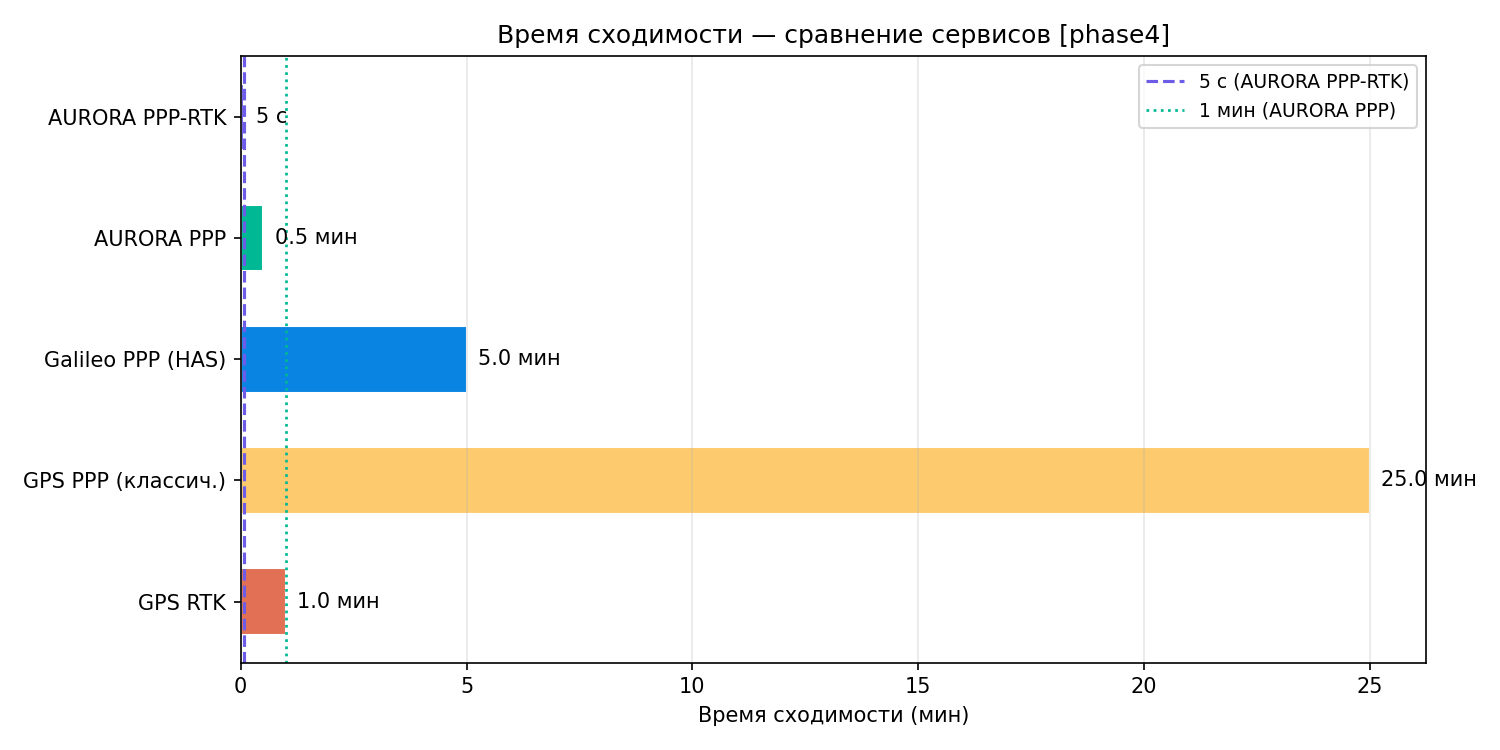 Время сходимости — сравнение сервисов [phase4]
5 с (AURORA PPP-RTK)
1 мин (AURORA PPP)
AURORA PPP-RTK
5 с
AURORA PPP
0.5 мин
Galileo PPP (HAS)
5.0 мин
GPS PPP (классич.)
25.0 мин
GPS RTK
1.0 мин
0
5
10
15
20
25
Время сходимости (мин)